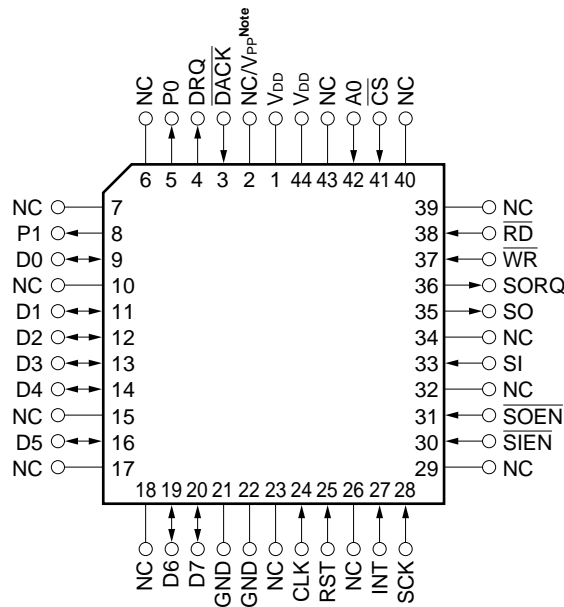 NC P0 DRQ DACK NC/VPPNote VDD VDD NC A0 CS NC
6 5 4 3 2 1 44 43 42 41 40
NC 7 39 NC
P1 8 38 RD
D0 9 37 WR
NC 10 36 SORQ
D1 11 35 SO
D2 12 34 NC
D3 13 33 SI
D4 14 32 NC
NC 15 31 SOEN
D5 16 30 SIEN
NC 17 29 NC
18 19 20 21 22 23 24 25 26 27 28
NC D6 D7 GND GND NC CLK RST NC INT SCK